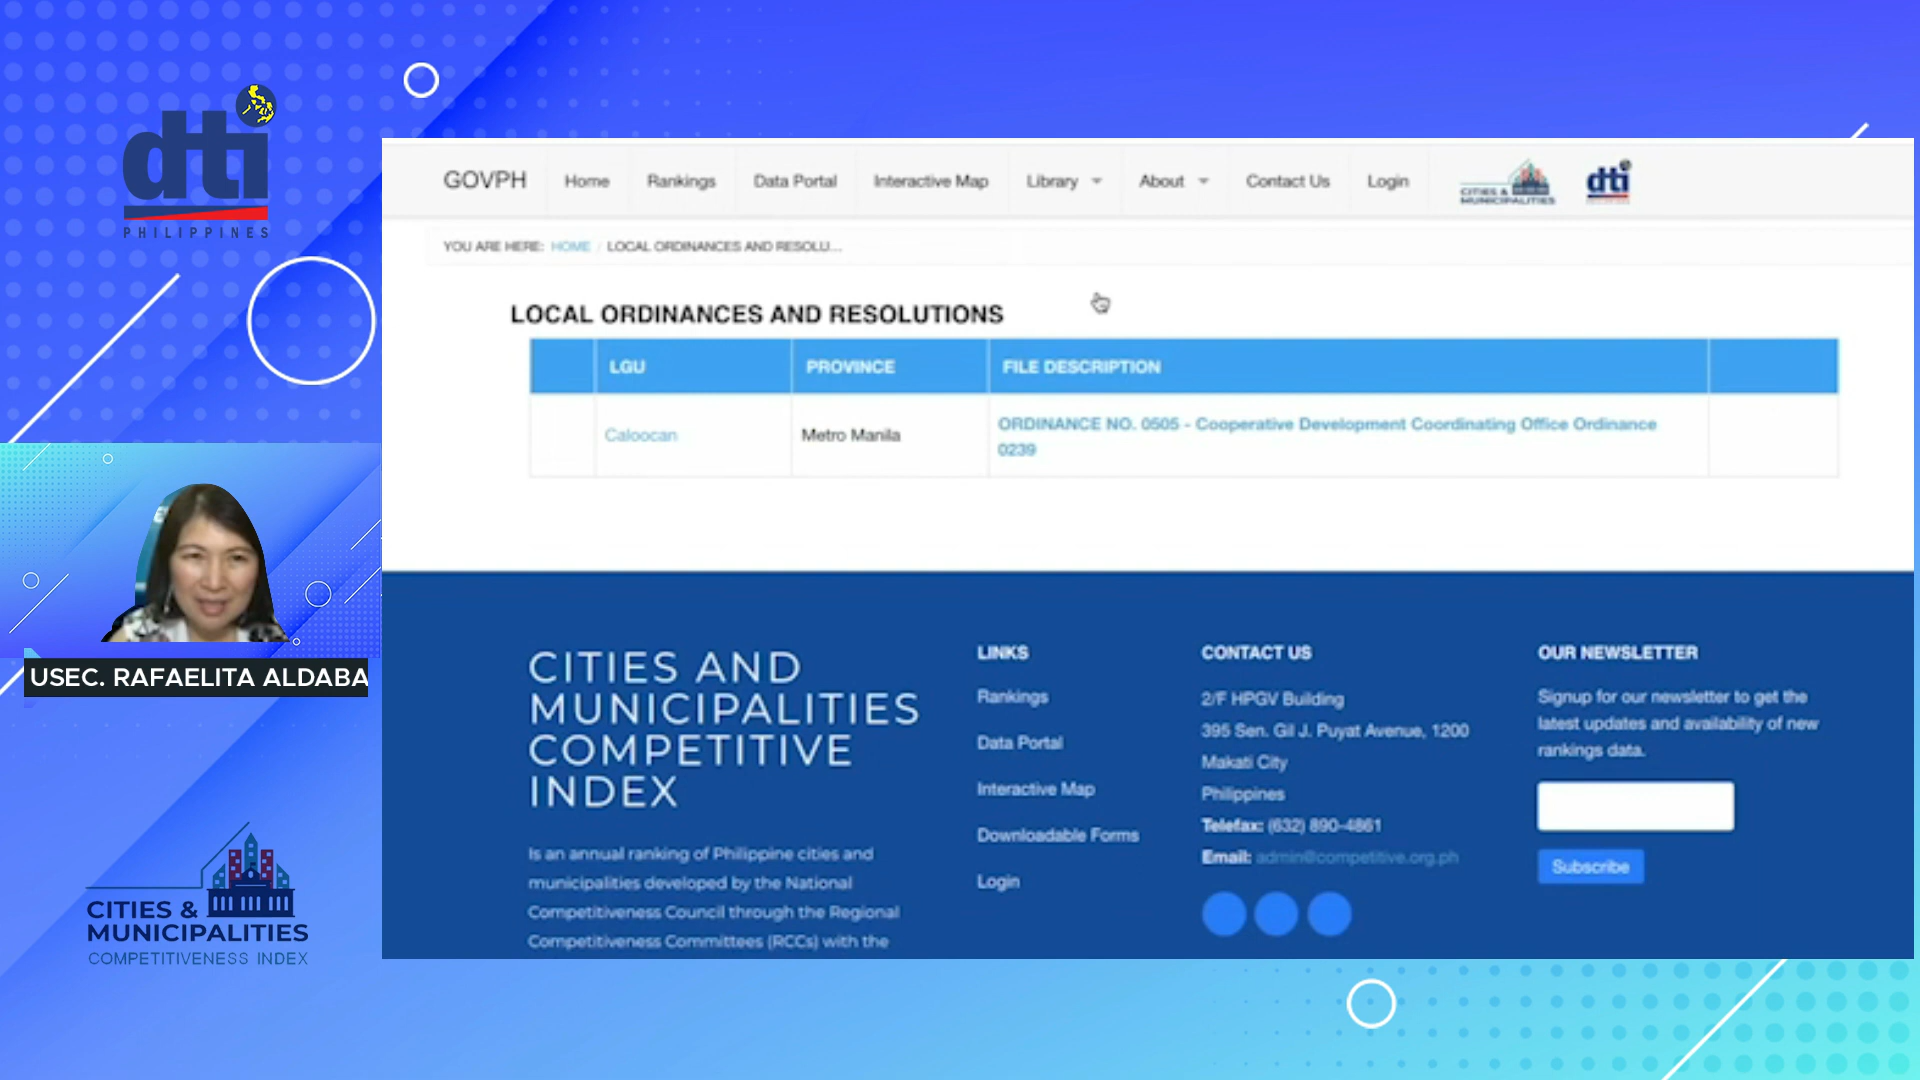 dti
PHILIPPINES
GOVPH Home Rankings Data Portal Interactive Map Library About Contact Us Login
CITIES &
MUNICIPALITIES
dti
YOU ARE HERE: HOME / LOCAL ORDINANCES AND RESOLU...
LOCAL ORDINANCES AND RESOLUTIONS
LGU PROVINCE FILE DESCRIPTION
Caloocan Metro Manila ORDINANCE NO. 0505 - Cooperative Development Coordinating Office Ordinance
0239
USEC. RAFAELITA ALDABA
CITIES AND
MUNICIPALITIES
COMPETITIVE
INDEX
Is an annual ranking of Philippine cities and
municipalities developed by the National
Competitiveness Council through the Regional
Competitiveness Committees (RCCs) with the
LINKS
Rankings
Data Portal
Interactive Map
Downloadable Forms
Login
CONTACT US
2/F HPGV Building
395 Sen. Gil J. Puyat Avenue, 1200
Makati City
Philippines
Telefax: (632) 890-4861
Email: admin@competitive.org.ph
OUR NEWSLETTER
Signup for our newsletter to get the
latest updates and availability of new
rankings data.
Subscribe
CITIES &
MUNICIPALITIES
COMPETITIVENESS INDEX